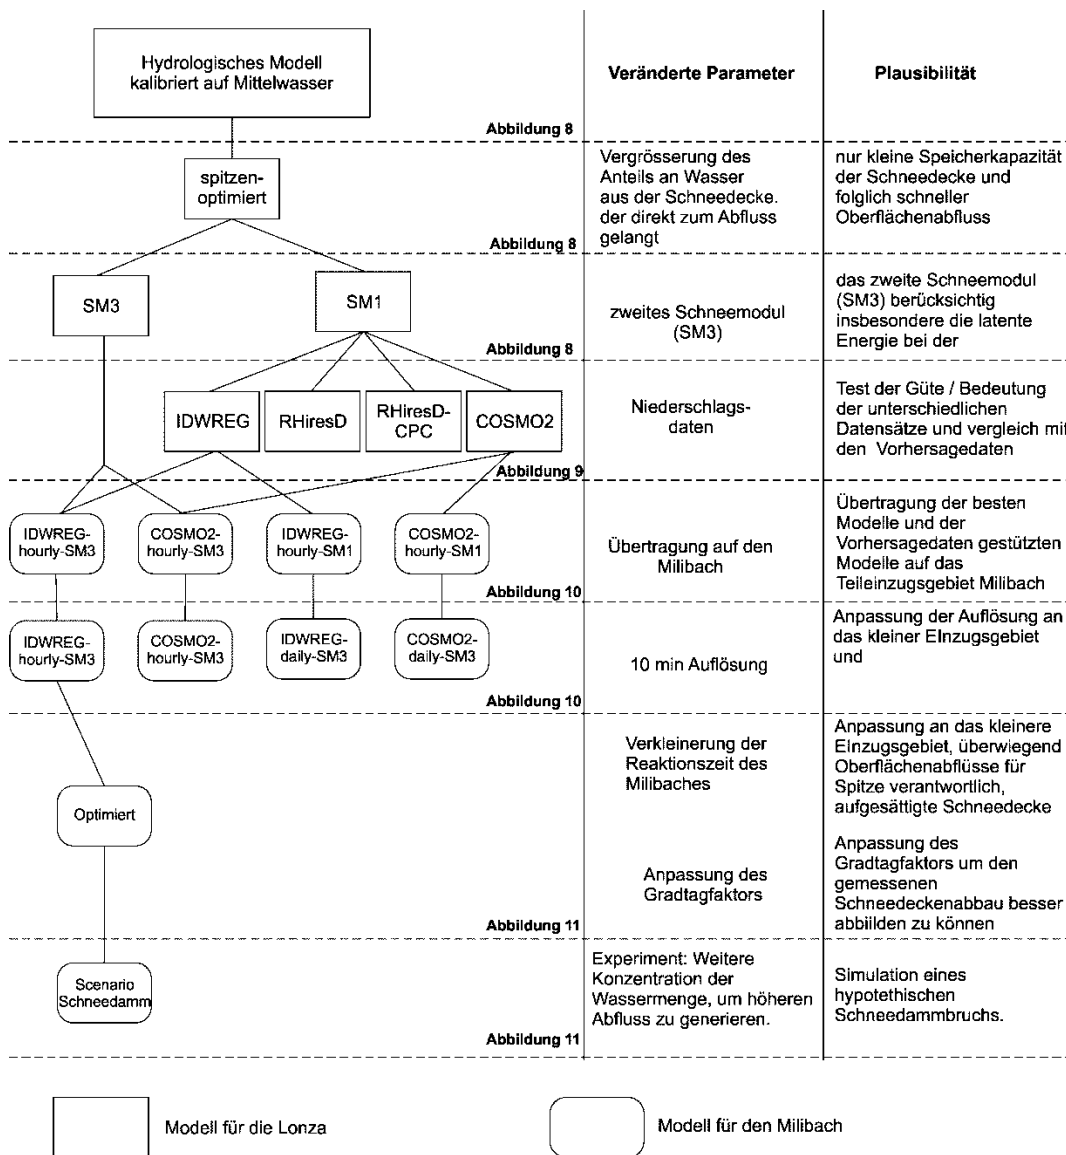 Hydrologisches Modell
kalibriert auf Mittelwasser
Veränderte Parameter
Plausibilität
Abbildung 8
spitzen-
optimiert
Vergrösserung des
Anteils an Wasser
aus der Schneedecke.
der direkt zum Abfluss
gelangt
nur kleine Speicherkapazität
der Schneedecke und
folglich schneller
Oberflächenabfluss
Abbildung 8
SM3
SM1
zweites Schneemodul
(SM3)
das zweite Schneemodul
(SM3) berücksichtig
insbesondere die latente
Energie bei der
Abbildung 8
IDWREG
RHiresD
RHiresD-
CPC
COSMO2
Niederschlags-
daten
Test der Güte / Bedeutung
der unterschiedlichen
Datensätze und vergleich mit
den Vorhersagedaten
Abbildung 9
IDWREG-
hourly-SM3
COSMO2-
hourly-SM3
IDWREG-
hourly-SM1
COSMO2-
hourly-SM1
Übertragung auf den
Milibach
Übertragung der besten
Modelle und der
Vorhersagedaten gestützten
Modelle auf das
Teileinzugsgebiet Milibach
Abbildung 10
IDWREG-
hourly-SM3
COSMO2-
hourly-SM3
IDWREG-
daily-SM3
COSMO2-
daily-SM3
10 min Auflösung
Anpassung der Auflösung an
das kleiner EInzugsgebiet
und
Abbildung 10
Optimiert
Verkleinerung der
Reaktionszeit des
Milibaches
Anpassung an das kleinere
EInzugsgebiet, überwiegend
Oberflächenabflüsse für
Spitze verantwortlich,
aufgesättigte Schneedecke
Anpassung des
Gradtagfaktors
Anpassung des
Gradtagfaktors um den
gemessenen
Schneedeckenabbau besser
abbilden zu können
Abbildung 11
Scenario
Schneedamm
Experiment: Weitere
Konzentration der
Wassermenge, um höheren
Abfluss zu generieren.
Simulation eines
hypotethischen
Schneedammbruchs.
Abbildung 11
Modell für die Lonza
Modell für den Milibach